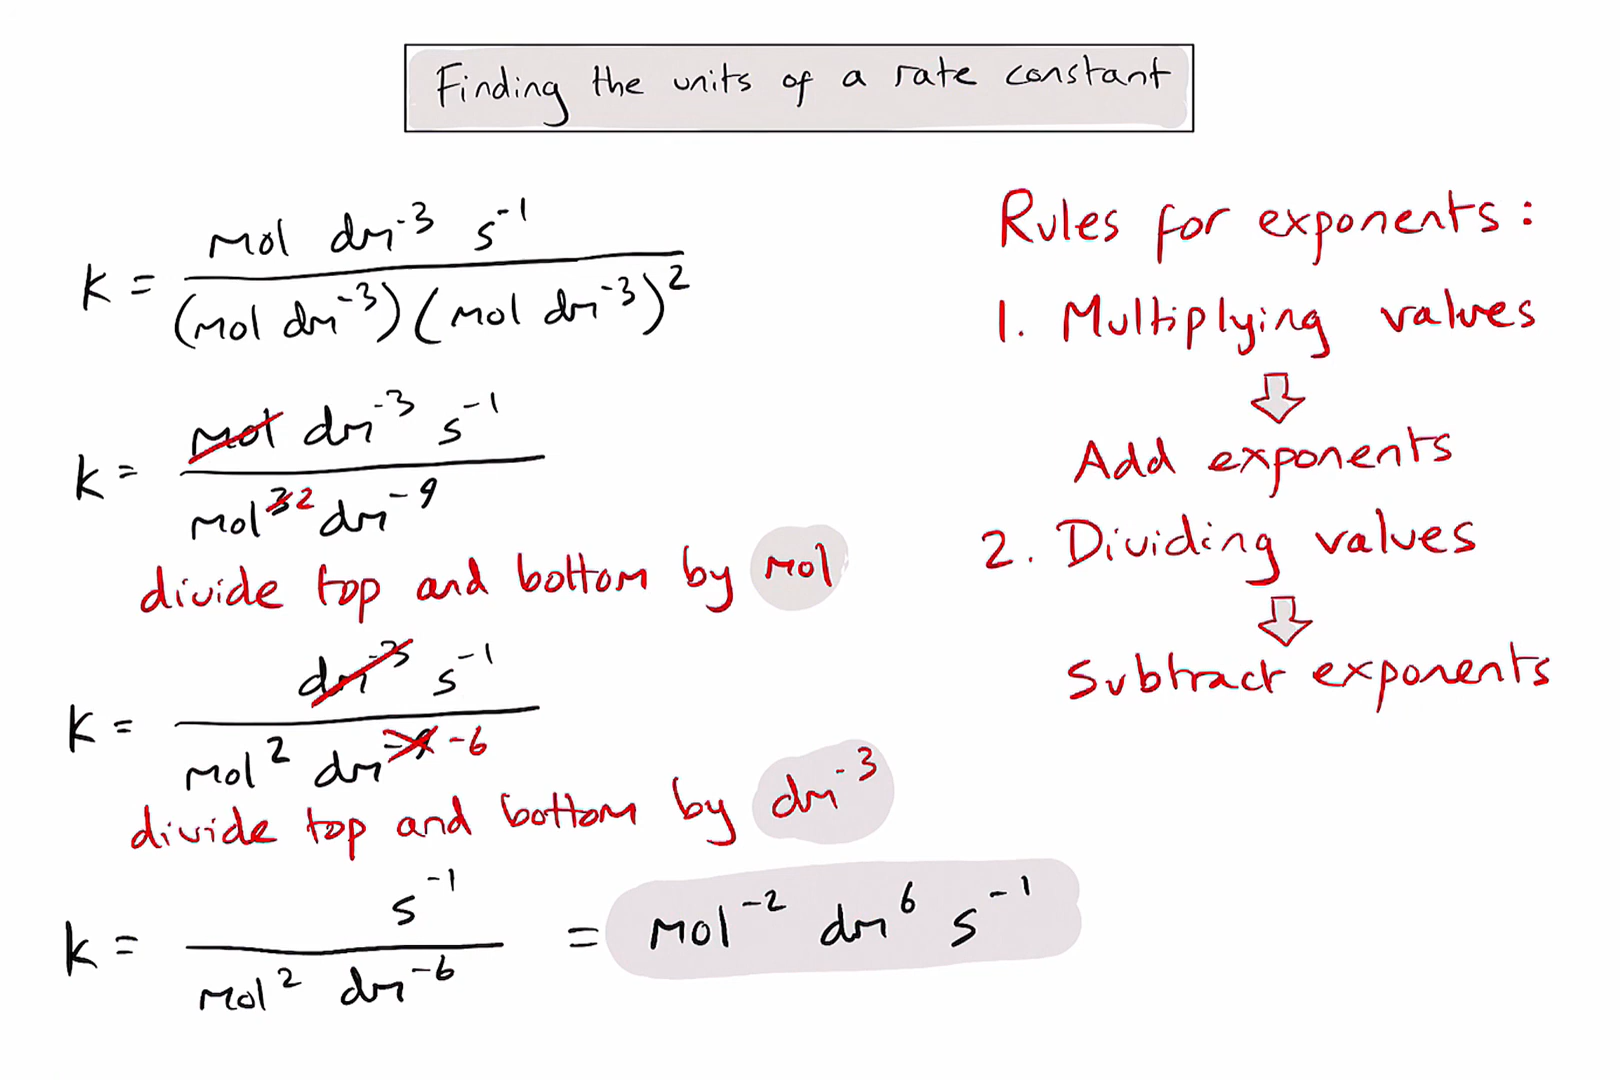 Finding the units of a rate constant
k = mol dm⁻³ s⁻¹
(mol dm⁻³)(mol dm⁻³)²
k = mol dm⁻³ s⁻¹
mol³ 2 dm⁻⁹
divide top and bottom by mol
k = dm⁻³ s⁻¹
mol² dm⁻⁹ -6
divide top and bottom by dm⁻³
k = s⁻¹
mol² dm⁻⁶
= mol⁻² dm⁶ s⁻¹
Rules for exponents:
1. Multiplying values
Add exponents
2. Dividing values
Subtract exponents